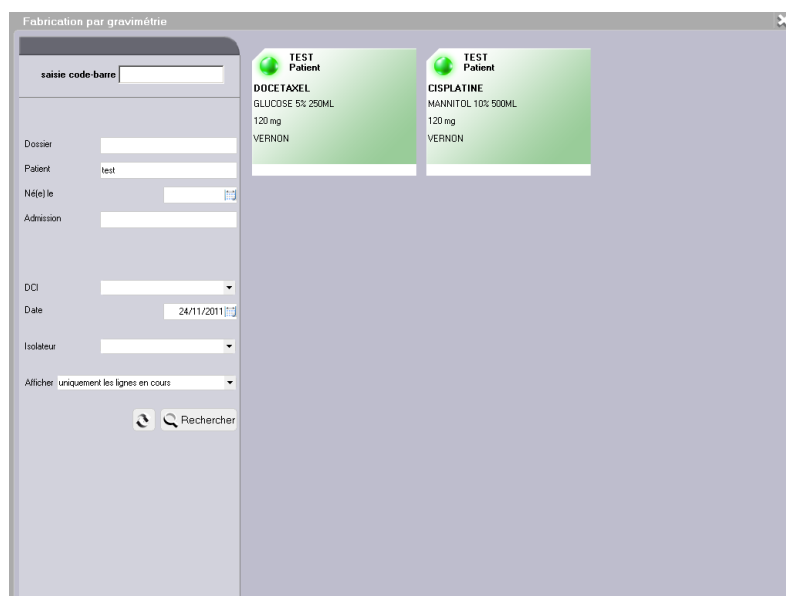 Fabrication par gravimétrie
saisie code-barre
Dossier
Patient test
Né(e) le
Admission
DCI
Date 24/11/2011
Isolateur
Afficher uniquement les lignes en cours
Rechercher
TEST
Patient
DOCETAXEL
GLUCOSE 5% 250ML
120 mg
VERNON
TEST
Patient
CISPLATINE
MANNITOL 10% 500ML
120 mg
VERNON